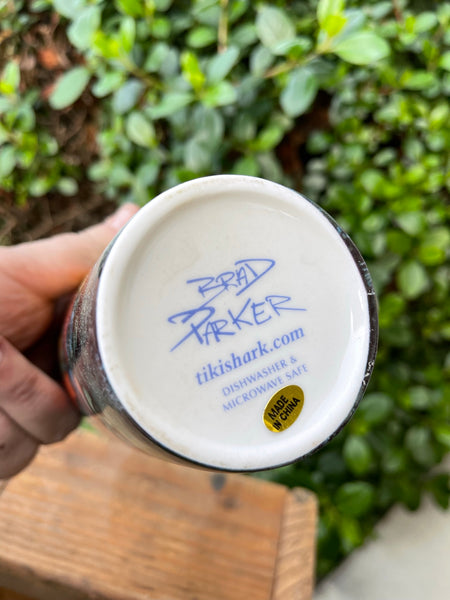 BRAD
PARKER
tikishark.com
DISHWASHER &
MICROWAVE SAFE
MADE
IN CHINA